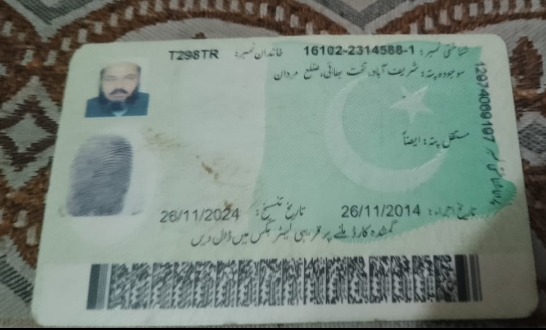 شناختی نمبر: 16102-2314588-1 خاندان نمبر: T298TR
موجودہ پتہ: شریف آباد، تخت بھائی، ضلع مردان
مستقل پتہ: ایضاً
تاریخ اجراء: 26/11/2014 تاریخ تنسیخ: 26/11/2024
گمشدہ کارڈ ملنے پر قریبی لیٹر بکس میں ڈال دیں
12974069197